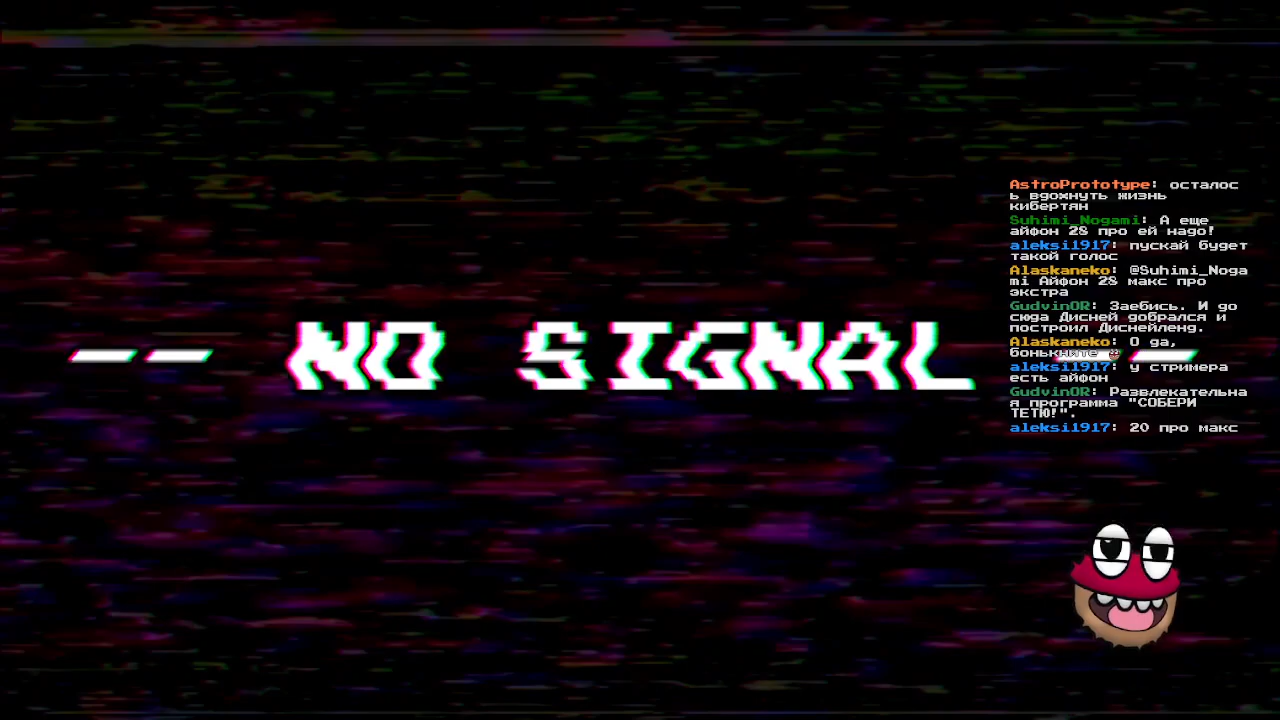 -- NO SIGNAL --
AstroPrototype: осталос
ь вдохнуть жизнь
кибертян
Suhimi_Nogami: А еще
айфон 28 про ей надо!
aleksi1917: пускай будет
такой голос
Alaskaneko: @Suhimi_Noga
mi Айфон 28 макс про
экстра
GudvinOR: Заебись. И до
сюда Дисней добрался и
построил Диснейленд.
Alaskaneko: О да,
бонькните
aleksi1917: у стримера
есть айфон
GudvinOR: Развлекательна
я программа "СОБЕРИ
ТЕТЮ!".
aleksi1917: 20 про макс